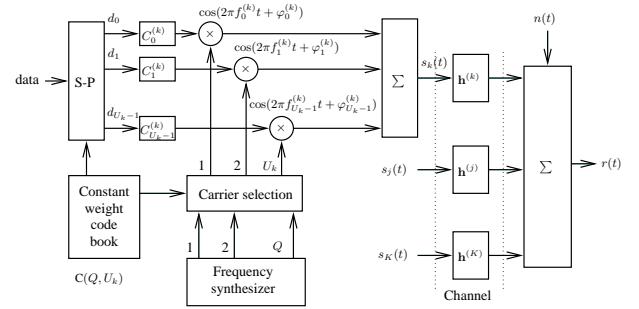 d_0
cos(2πf_0^{(k)}t + φ_0^{(k)})
C_0^{(k)}
×
d_1
cos(2πf_1^{(k)}t + φ_1^{(k)})
C_1^{(k)}
×
data
S-P
Σ
s_k(t)
h^{(k)}
n(t)
d_{U_k−1}
cos(2πf_{U_k−1}^{(k)}t + φ_{U_k−1}^{(k)})
C_{U_k−1}^{(k)}
×
1
2
U_k
s_j(t)
h^{(j)}
Σ
r(t)
Constant
weight
code
book
Carrier selection
1
2
Q
s_K(t)
h^{(K)}
C(Q, U_k)
Frequency
synthesizer
Channel